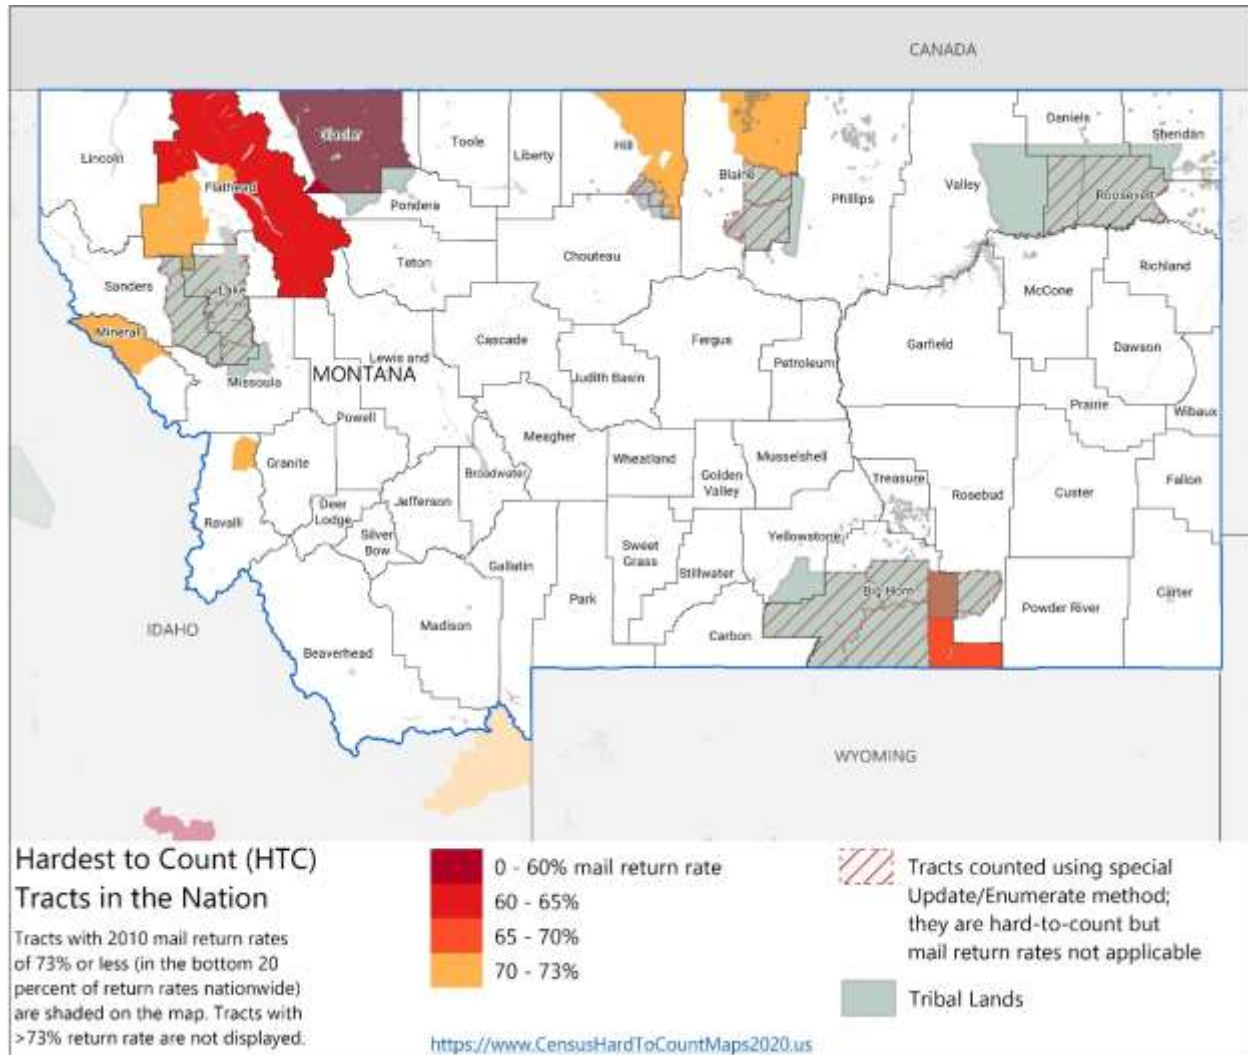 CANADA
Daniels
Sheridan
Glacier
Toole
Liberty
Hill
Lincoln
Flathead
Blaine
Valley
Roosevelt
Phillips
Pondera
Chouteau
Teton
Richland
Sanders
Lake
McCone
Mineral
Cascade
Fergus
Garfield
Dawson
Lewis and
Petroleum
Judith Basin
MONTANA
Missoula
Powell
Prairie
Wibaux
Meagher
Wheatland
Musselshell
Granite
Broadwater
Golden
Valley
Treasure
Fallon
Jefferson
Rosebud
Custer
Deer
Lodge
Ravalli
Silver
Bow
Yellowstone
Sweet
Grass
Gallatin
Stillwater
Big Horn
Carter
Park
Powder River
IDAHO
Madison
Carbon
Beaverhead
WYOMING
Hardest to Count (HTC)
Tracts in the Nation
Tracts with 2010 mail return rates
of 73% or less (in the bottom 20
percent of return rates nationwide)
are shaded on the map. Tracts with
>73% return rate are not displayed.
0 - 60% mail return rate
60 - 65%
65 - 70%
70 - 73%
https://www.CensusHardToCountMaps2020.us
Tracts counted using special
Update/Enumerate method;
they are hard-to-count but
mail return rates not applicable
Tribal Lands